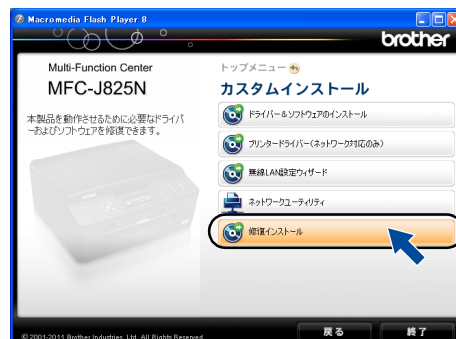 Macromedia Flash Player 8
brother
Multi-Function Center
MFC-J825N
本製品を動作させるために必要なドライバ
ーおよびソフトウェアを修復できます。
トップメニュー
カスタムインストール
ドライバー&ソフトウェアのインストール
プリンタードライバー(ネットワーク対応のみ)
無線LAN設定ウィザード
ネットワークユーティリティ
修復インストール
© 2001-2011 Brother Industries, Ltd. All Rights Reserved.
戻る
終了